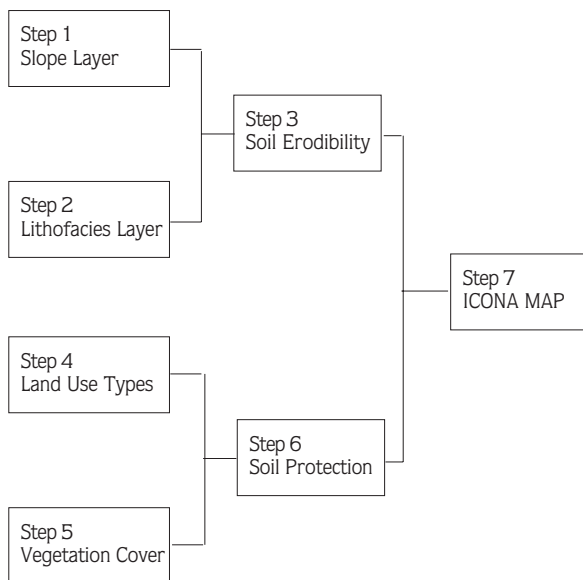 Step 1
Slope Layer
Step 2
Lithofacies Layer
Step 3
Soil Erodibility
Step 4
Land Use Types
Step 5
Vegetation Cover
Step 6
Soil Protection
Step 7
ICONA MAP